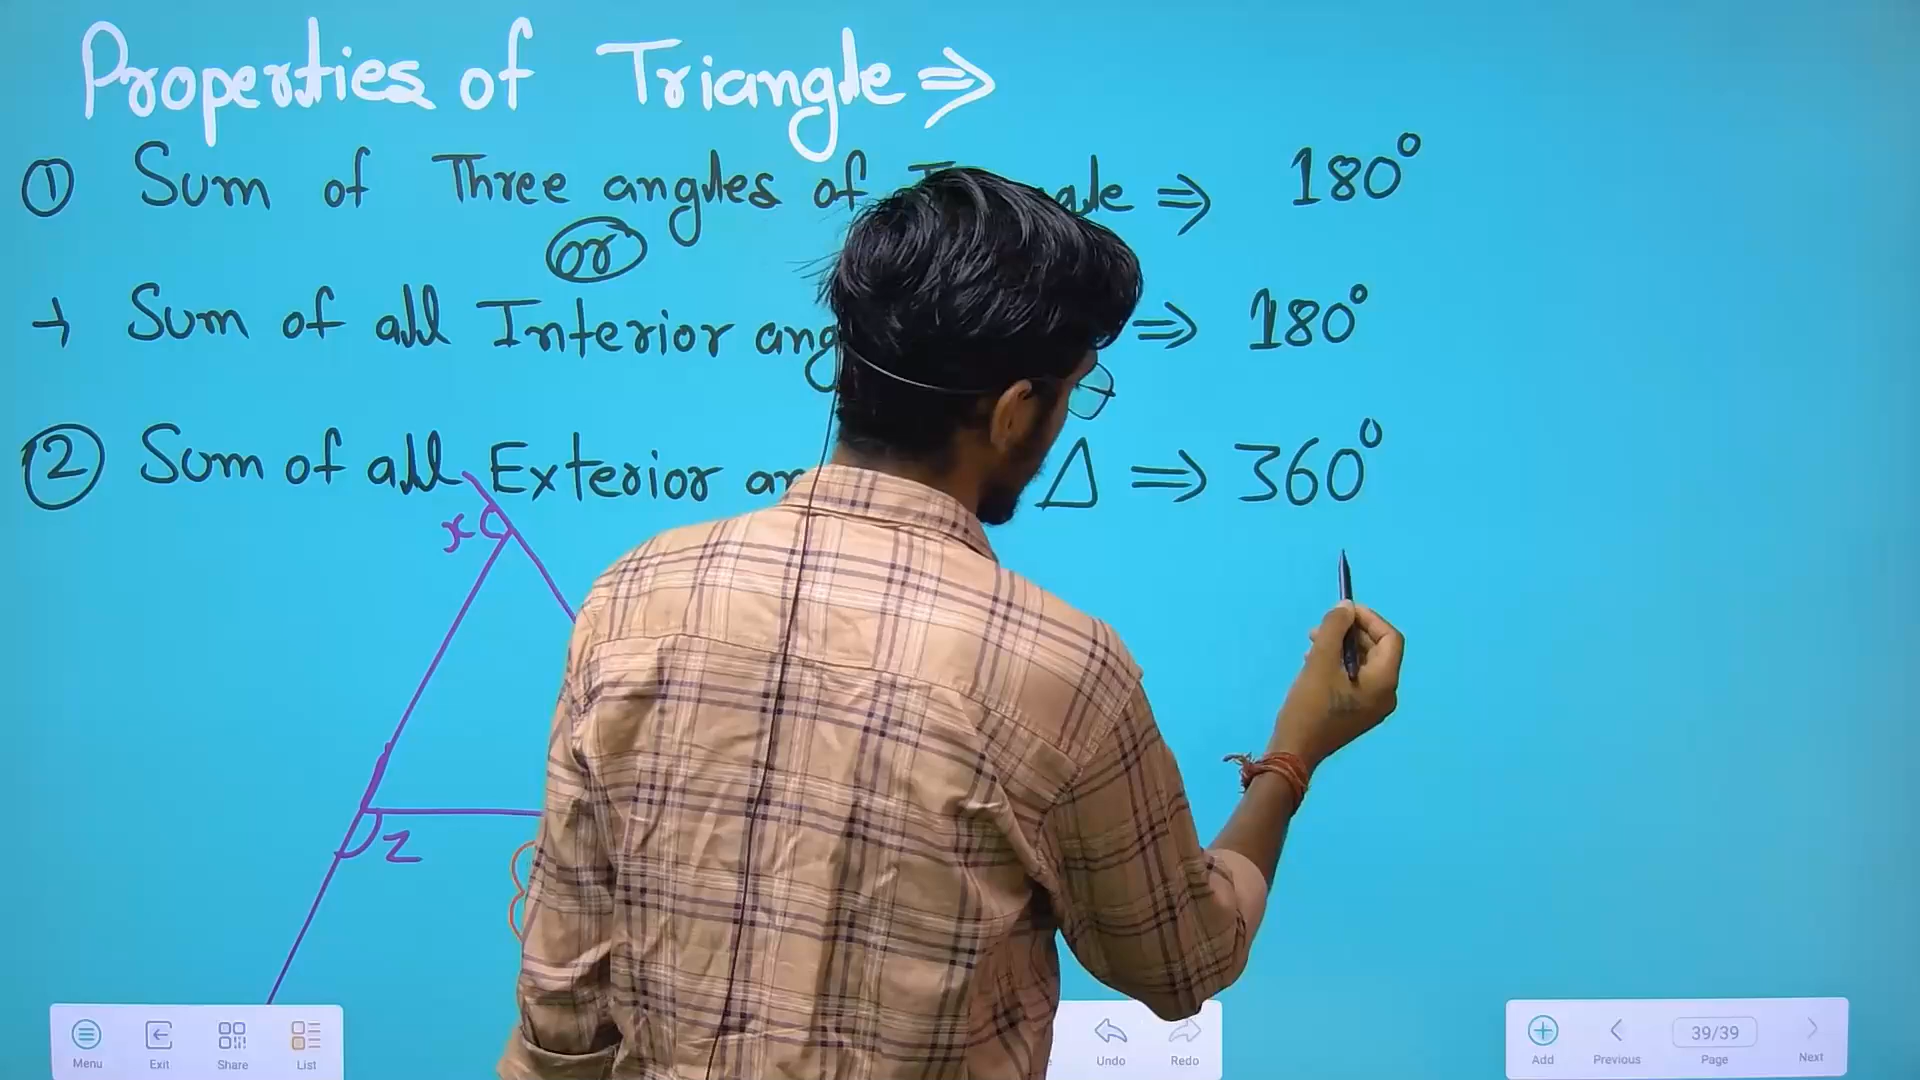 Properties of Triangle ⇒
① Sum of Three angles of ⇒ 180°
or
→ Sum of all Interior ⇒ 180°
② Sum of all Exterior Δ ⇒ 360°
x
z
Menu Exit Share List Undo Redo Add Previous 39/39 Page Next